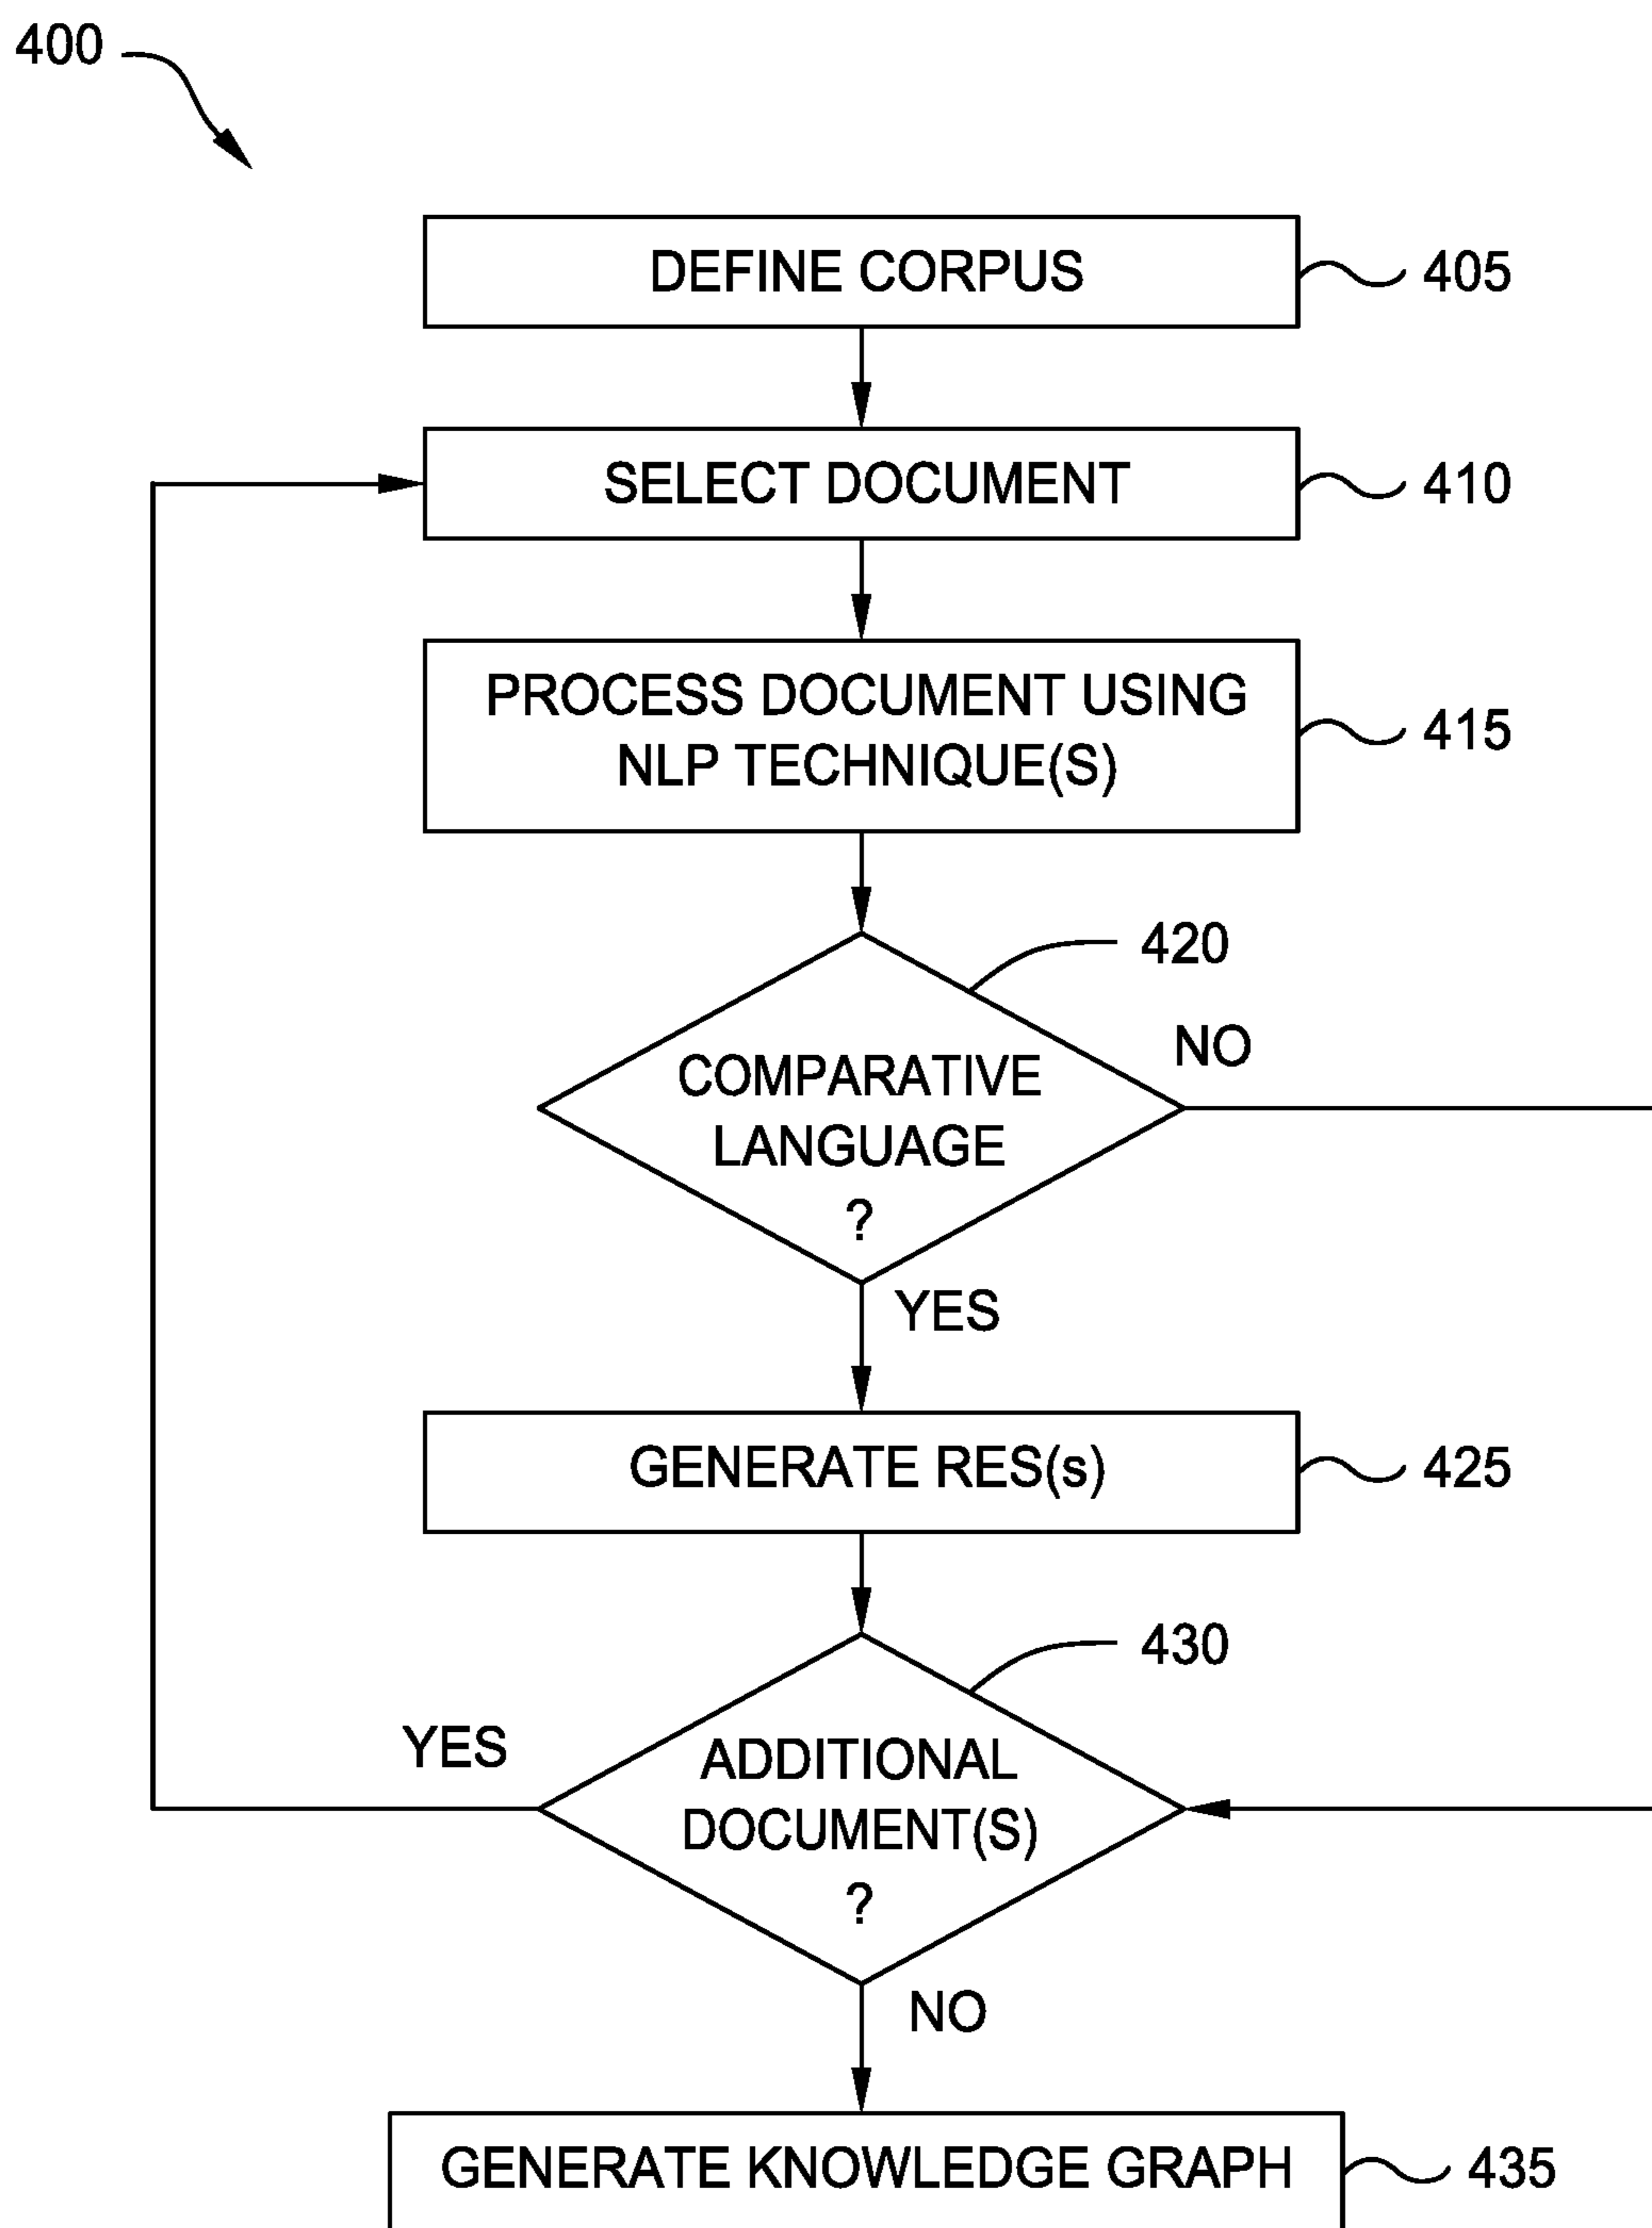 400
DEFINE CORPUS
405
SELECT DOCUMENT
410
PROCESS DOCUMENT USING
NLP TECHNIQUE(S)
415
420
NO
COMPARATIVE
LANGUAGE
?
YES
GENERATE RES(s)
425
430
YES
ADDITIONAL
DOCUMENT(S)
?
NO
GENERATE KNOWLEDGE GRAPH
435